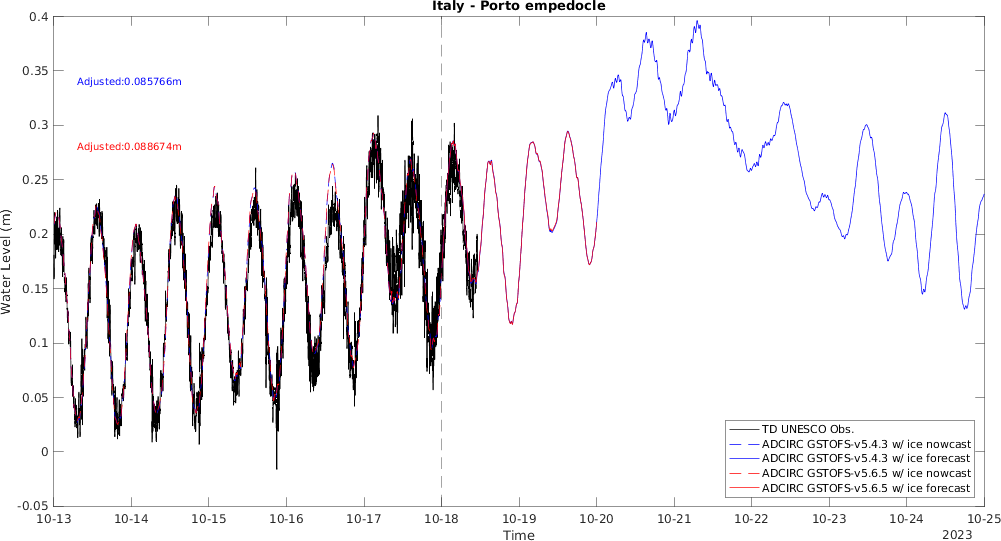 Italy - Porto empedocle
0.4
0.35
0.3
0.25
0.2
0.15
0.1
0.05
0
-0.05
Water Level (m)
Adjusted:0.085766m
Adjusted:0.088674m
TD UNESCO Obs.
ADCIRC GSTOFS-v5.4.3 w/ ice nowcast
ADCIRC GSTOFS-v5.4.3 w/ ice forecast
ADCIRC GSTOFS-v5.6.5 w/ ice nowcast
ADCIRC GSTOFS-v5.6.5 w/ ice forecast
10-13 10-14 10-15 10-16 10-17 10-18 10-19 10-20 10-21 10-22 10-23 10-24 10-25
Time
2023